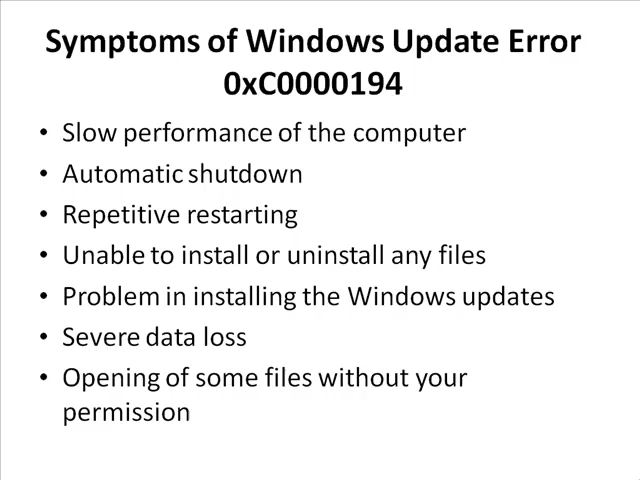 Symptoms of Windows Update Error
0xC0000194
• Slow performance of the computer
• Automatic shutdown
• Repetitive restarting
• Unable to install or uninstall any files
• Problem in installing the Windows updates
• Severe data loss
• Opening of some files without your
permission